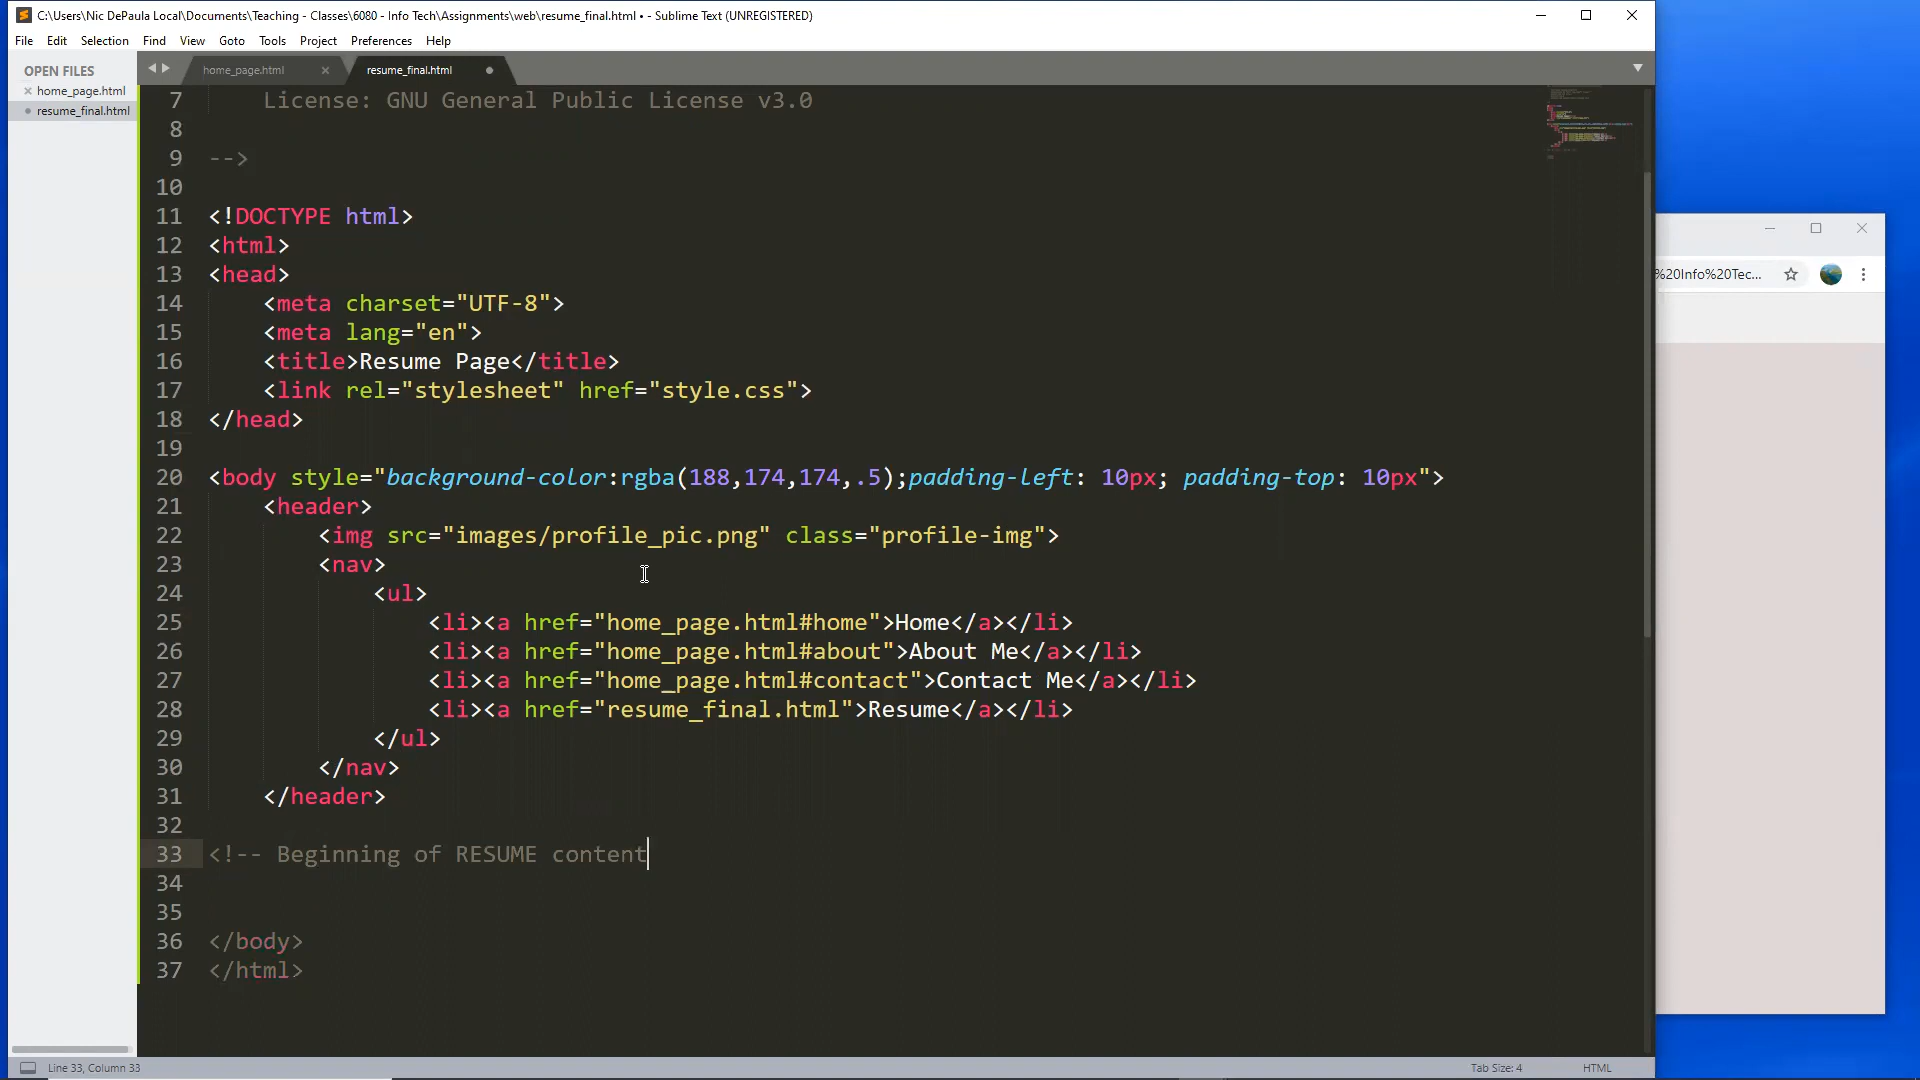 C:\Users\Nic DePaula Local\Documents\Teaching - Classes\6080 - Info Tech\Assignments\web\resume_final.html • - Sublime Text (UNREGISTERED)
File Edit Selection Find View Goto Tools Project Preferences Help
OPEN FILES
home_page.html
resume_final.html
home_page.html
resume_final.html
7 License: GNU General Public License v3.0
8
9 -->
10
11 <!DOCTYPE html>
12 <html>
13 <head>
14 <meta charset="UTF-8">
15 <meta lang="en">
16 <title>Resume Page</title>
17 <link rel="stylesheet" href="style.css">
18 </head>
19
20 <body style="background-color:rgba(188,174,174,.5);padding-left: 10px; padding-top: 10px">
21 <header>
22 <img src="images/profile_pic.png" class="profile-img">
23 <nav>
24 <ul>
25 <li><a href="home_page.html#home">Home</a></li>
26 <li><a href="home_page.html#about">About Me</a></li>
27 <li><a href="home_page.html#contact">Contact Me</a></li>
28 <li><a href="resume_final.html">Resume</a></li>
29 </ul>
30 </nav>
31 </header>
32
33 <!-- Beginning of RESUME content
34
35
36 </body>
37 </html>
%20Info%20Tec...
Line 33, Column 33
Tab Size: 4
HTML